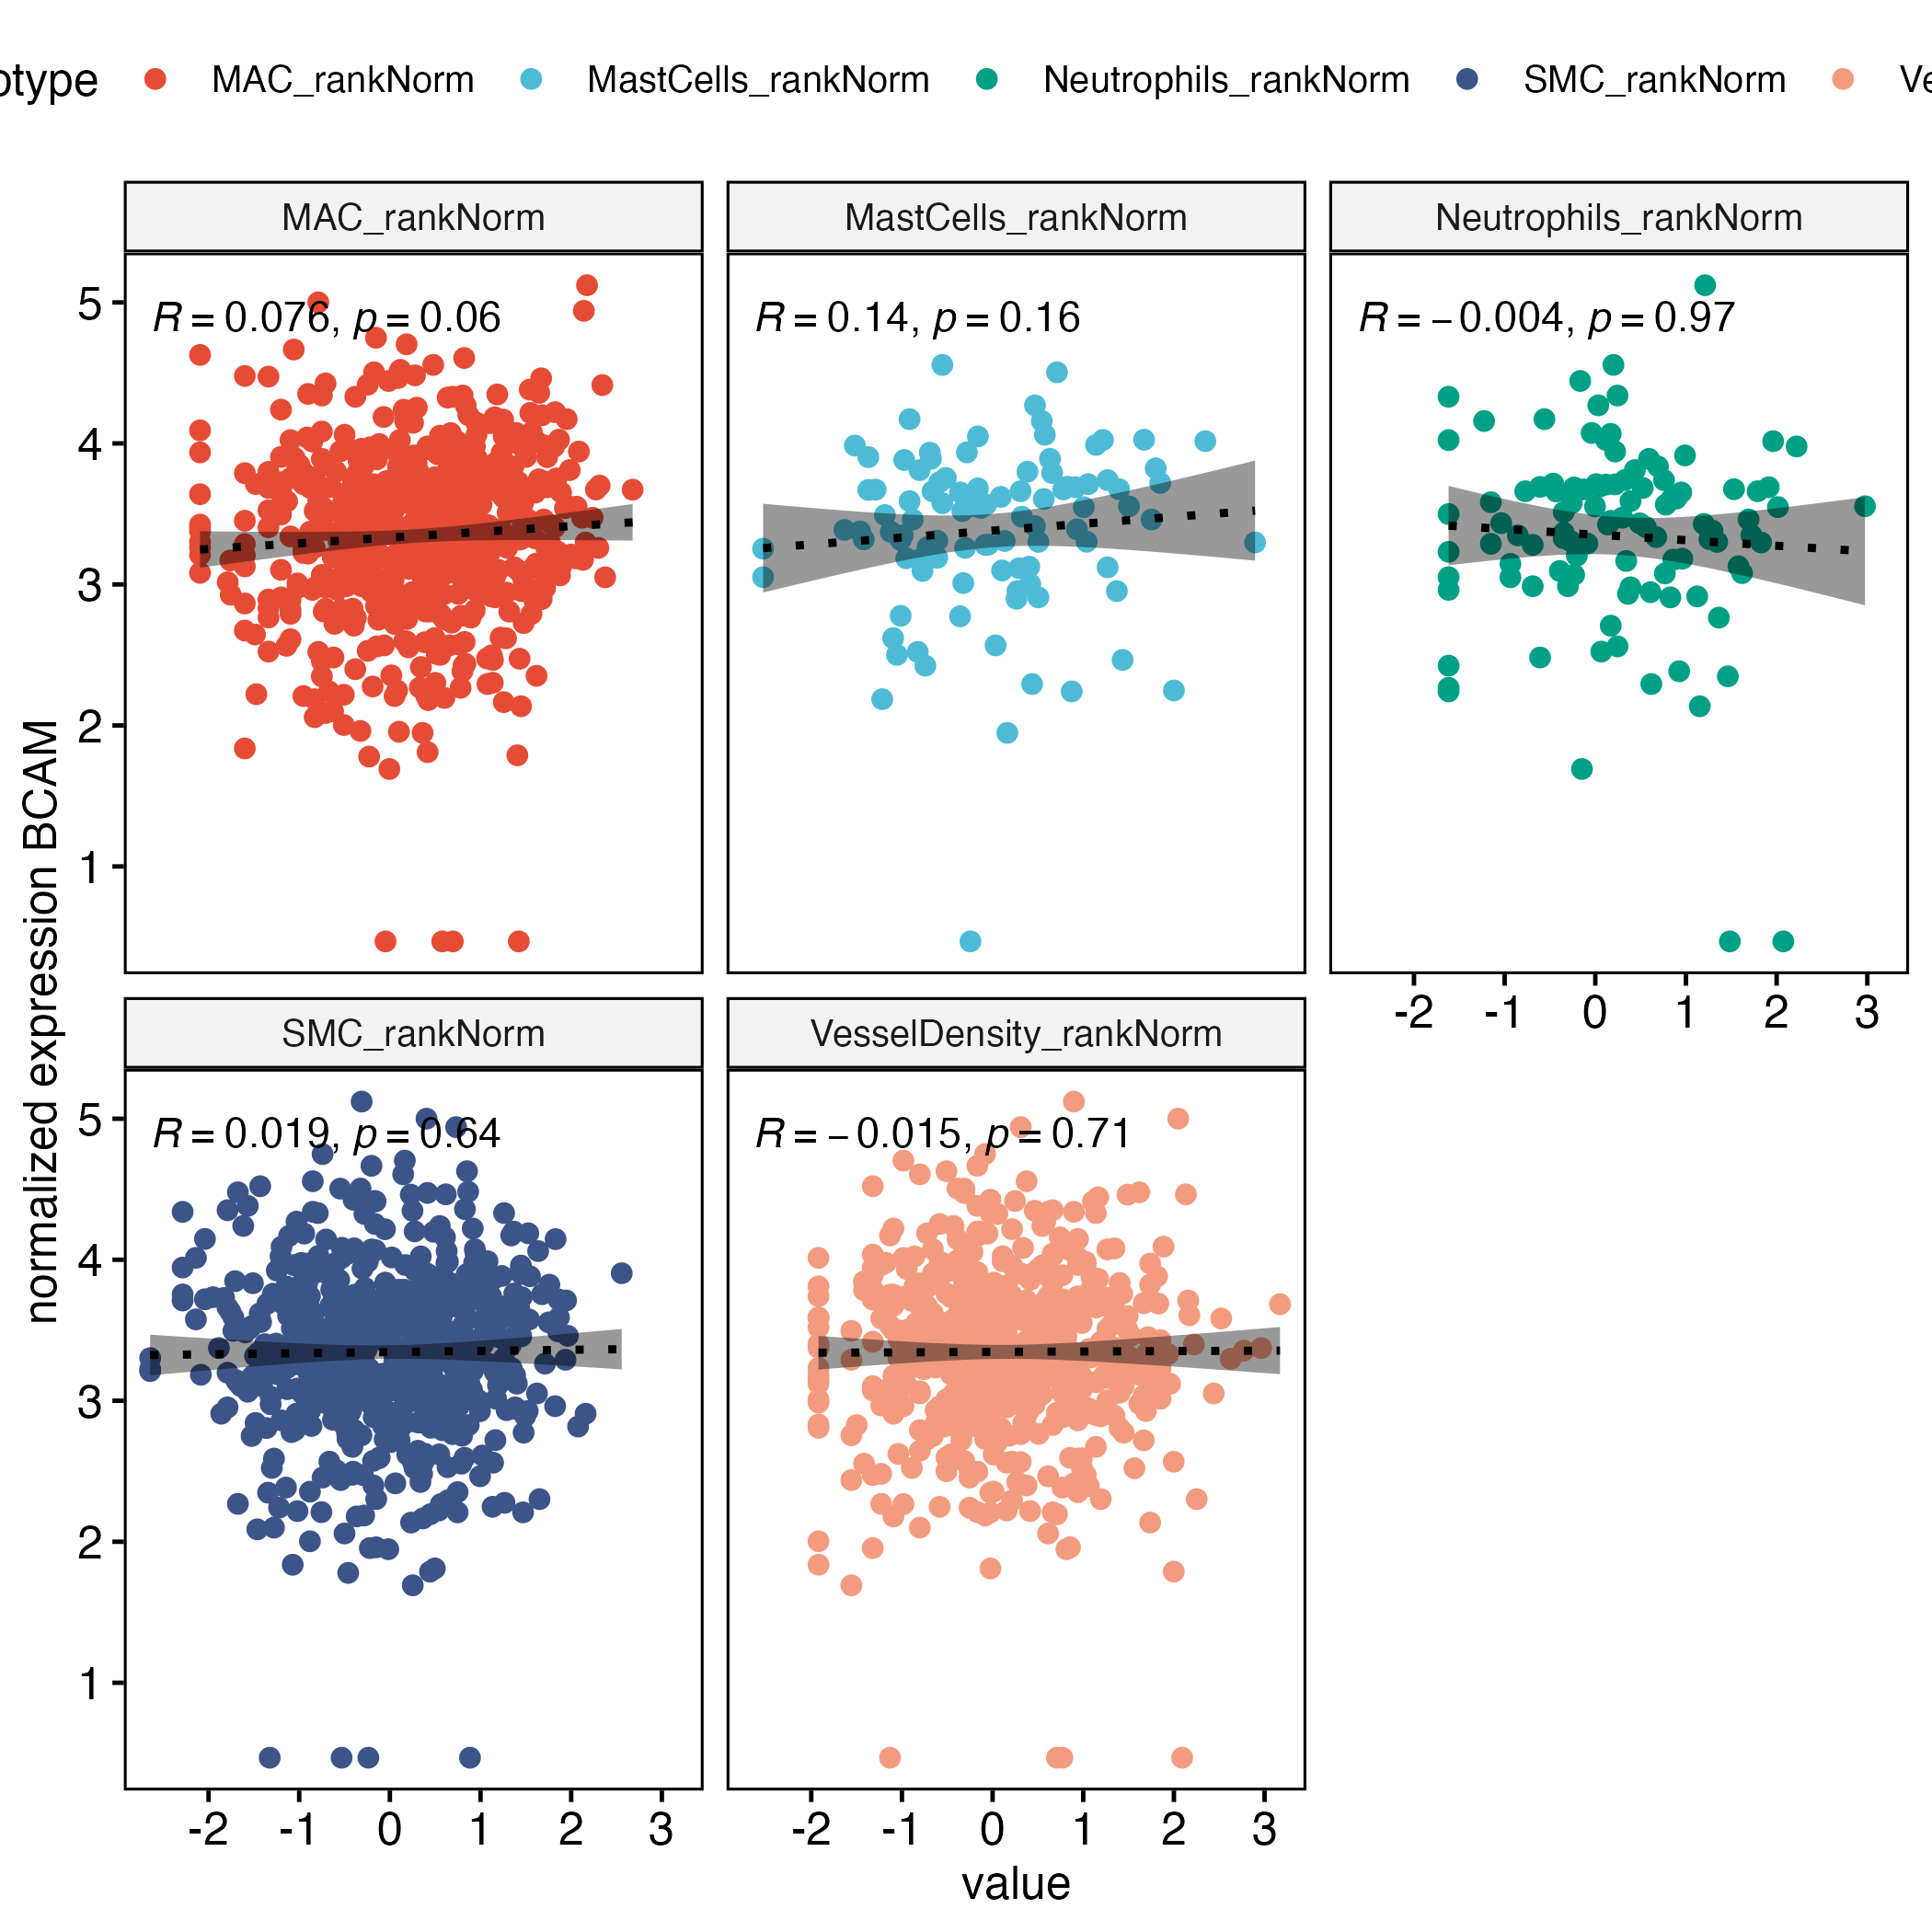 otype MAC_rankNorm MastCells_rankNorm Neutrophils_rankNorm SMC_rankNorm Ve
MAC_rankNorm MastCells_rankNorm Neutrophils_rankNorm
R = 0.076, p = 0.06
R = 0.14, p = 0.16
R = − 0.004, p = 0.97
5
4
3
2
1
-2 -1 0 1 2 3
SMC_rankNorm VesselDensity_rankNorm
R = 0.019, p = 0.64
R = − 0.015, p = 0.71
5
4
3
2
1
-2 -1 0 1 2 3
-2 -1 0 1 2 3
value
normalized expression BCAM